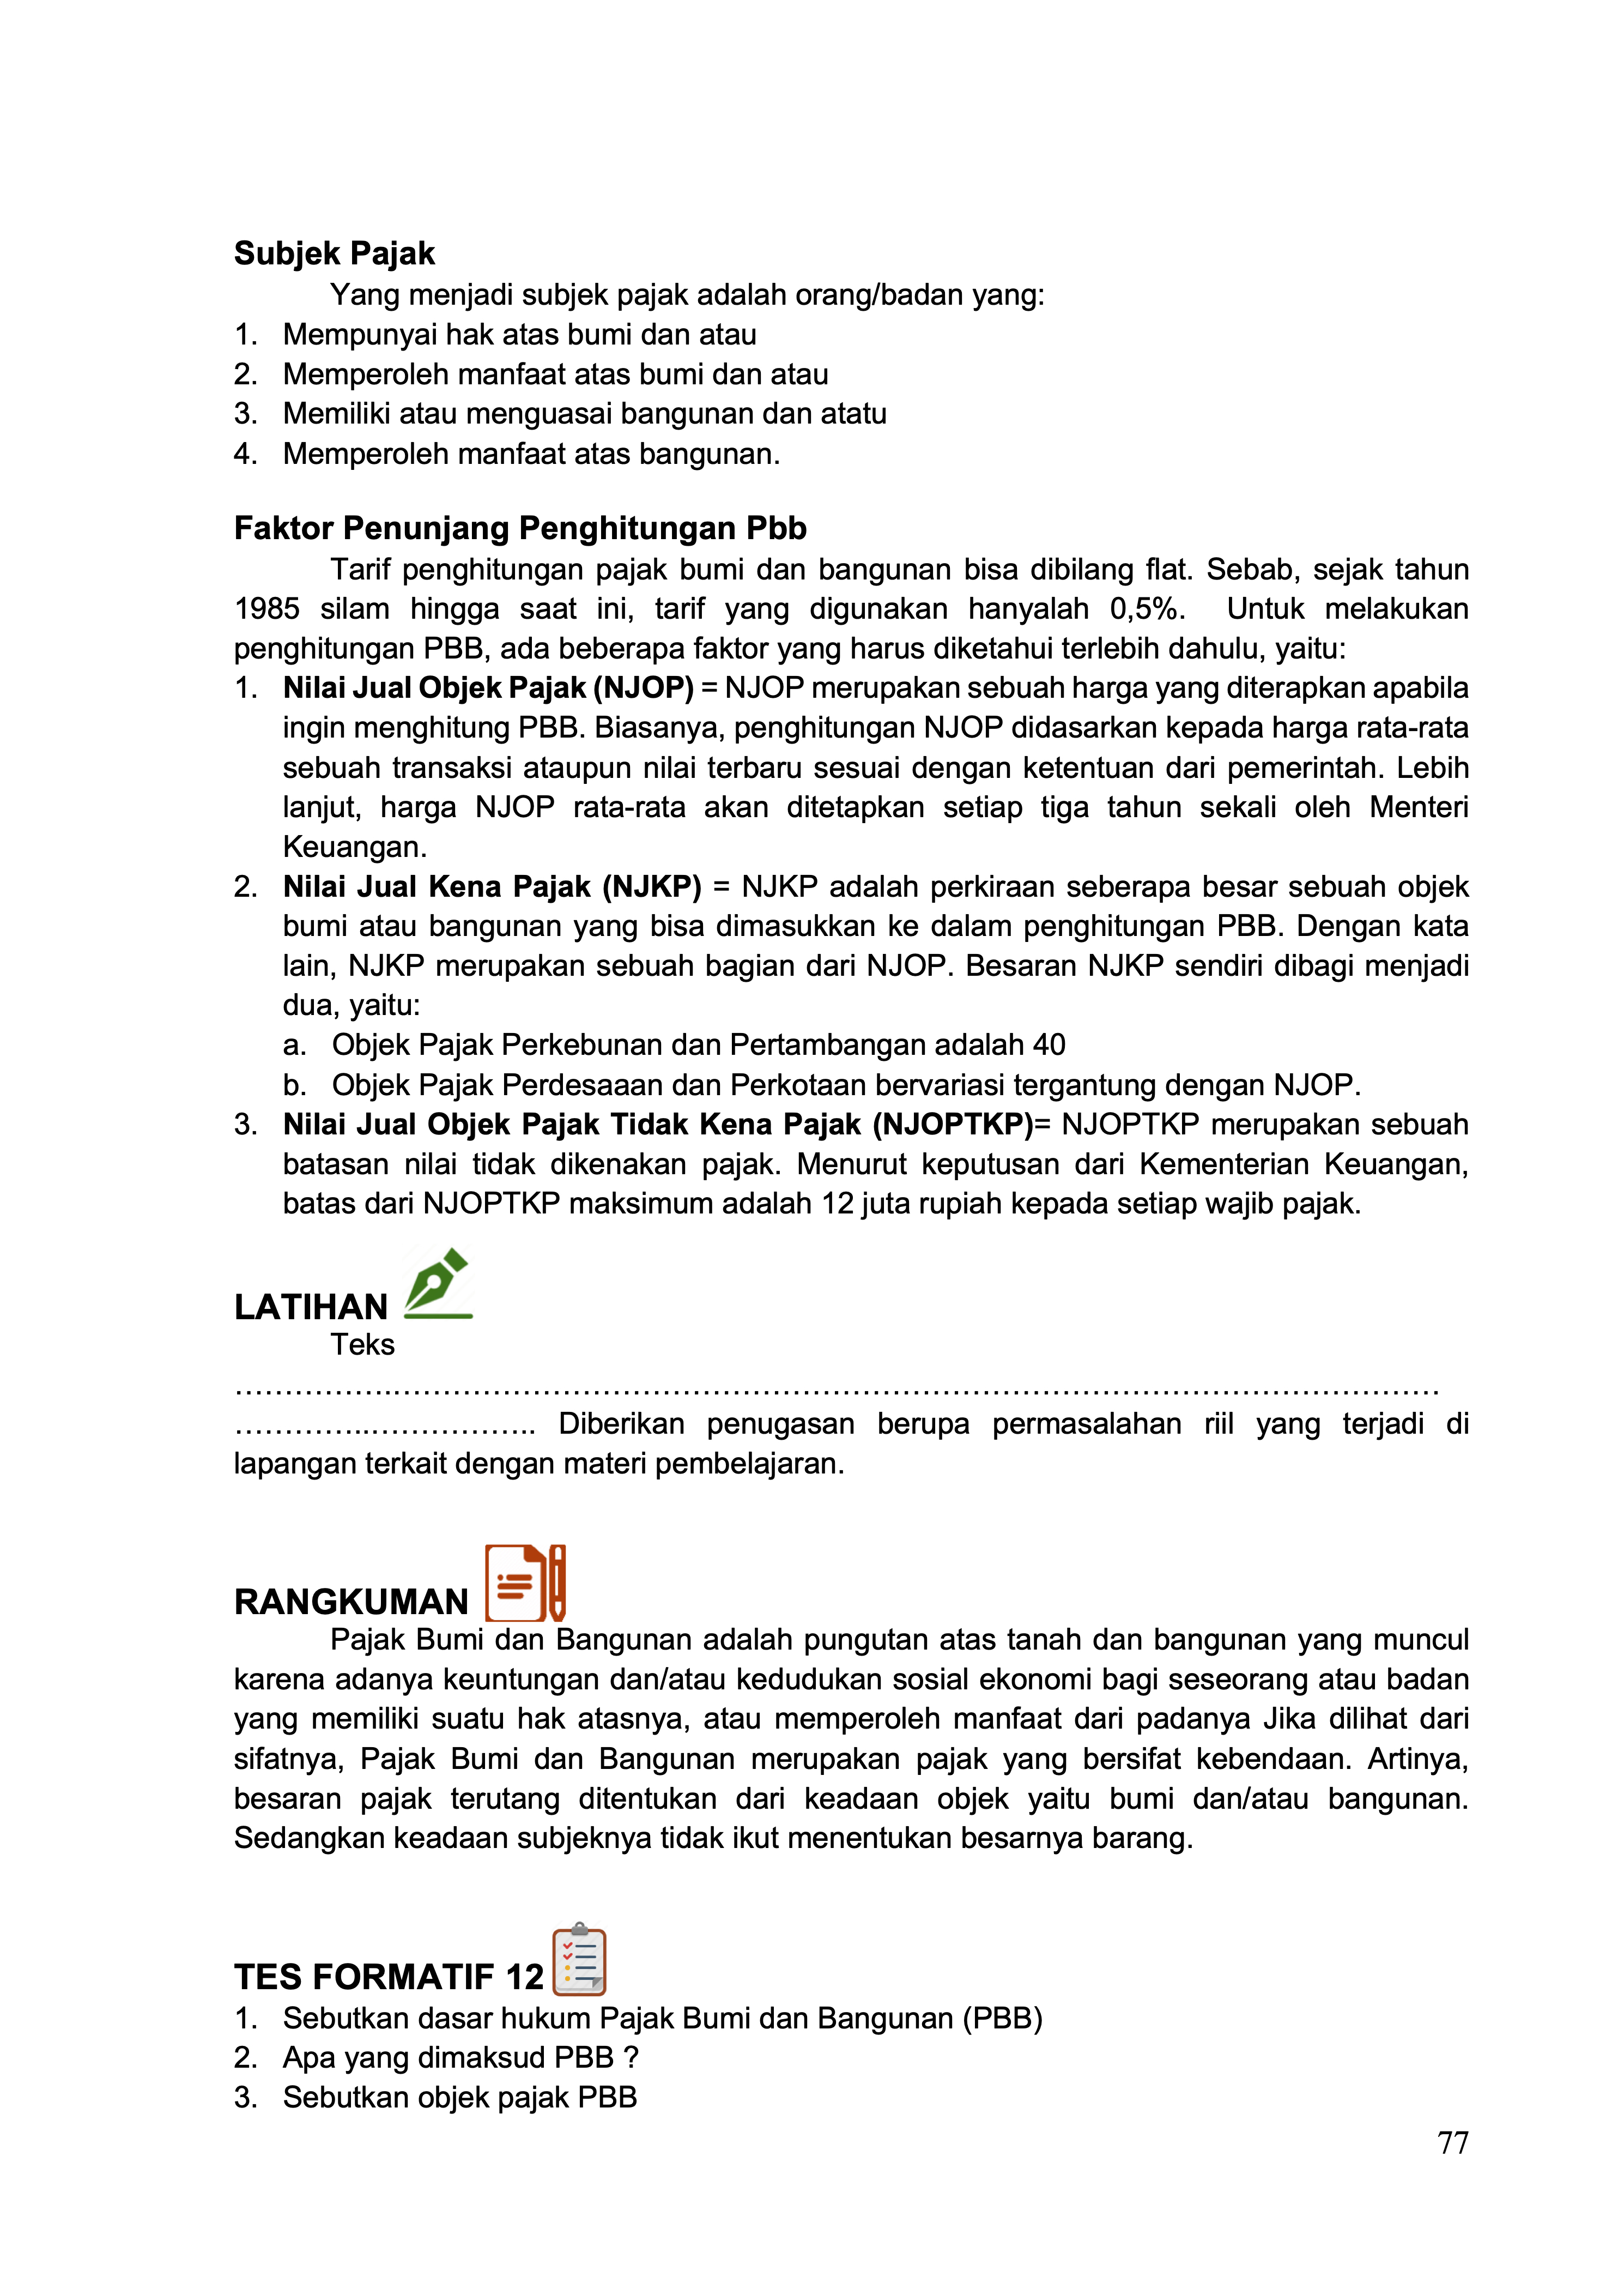 Subjek Pajak
Yang menjadi subjek pajak adalah orang/badan yang:
1. Mempunyai hak atas bumi dan atau
2. Memperoleh manfaat atas bumi dan atau
3. Memiliki atau menguasai bangunan dan atatu
4. Memperoleh manfaat atas bangunan.
Faktor Penunjang Penghitungan Pbb
Tarif penghitungan pajak bumi dan bangunan bisa dibilang flat. Sebab, sejak tahun
1985 silam hingga saat ini, tarif yang digunakan hanyalah 0,5%. Untuk melakukan
penghitungan PBB, ada beberapa faktor yang harus diketahui terlebih dahulu, yaitu:
1. Nilai Jual Objek Pajak (NJOP) = NJOP merupakan sebuah harga yang diterapkan apabila
ingin menghitung PBB. Biasanya, penghitungan NJOP didasarkan kepada harga rata-rata
sebuah transaksi ataupun nilai terbaru sesuai dengan ketentuan dari pemerintah. Lebih
lanjut, harga NJOP rata-rata akan ditetapkan setiap tiga tahun sekali oleh Menteri
Keuangan.
2. Nilai Jual Kena Pajak (NJKP) = NJKP adalah perkiraan seberapa besar sebuah objek
bumi atau bangunan yang bisa dimasukkan ke dalam penghitungan PBB. Dengan kata
lain, NJKP merupakan sebuah bagian dari NJOP. Besaran NJKP sendiri dibagi menjadi
dua, yaitu:
a. Objek Pajak Perkebunan dan Pertambangan adalah 40
b. Objek Pajak Perdesaaan dan Perkotaan bervariasi tergantung dengan NJOP.
3. Nilai Jual Objek Pajak Tidak Kena Pajak (NJOPTKP)= NJOPTKP merupakan sebuah
batasan nilai tidak dikenakan pajak. Menurut keputusan dari Kementerian Keuangan,
batas dari NJOPTKP maksimum adalah 12 juta rupiah kepada setiap wajib pajak.
LATIHAN
Teks
………………………………………………………………………………………………………
…………..…………….. Diberikan penugasan berupa permasalahan riil yang terjadi di
lapangan terkait dengan materi pembelajaran.
RANGKUMAN
Pajak Bumi dan Bangunan adalah pungutan atas tanah dan bangunan yang muncul
karena adanya keuntungan dan/atau kedudukan sosial ekonomi bagi seseorang atau badan
yang memiliki suatu hak atasnya, atau memperoleh manfaat dari padanya Jika dilihat dari
sifatnya, Pajak Bumi dan Bangunan merupakan pajak yang bersifat kebendaan. Artinya,
besaran pajak terutang ditentukan dari keadaan objek yaitu bumi dan/atau bangunan.
Sedangkan keadaan subjeknya tidak ikut menentukan besarnya barang.
TES FORMATIF 12
1. Sebutkan dasar hukum Pajak Bumi dan Bangunan (PBB)
2. Apa yang dimaksud PBB ?
3. Sebutkan objek pajak PBB
77